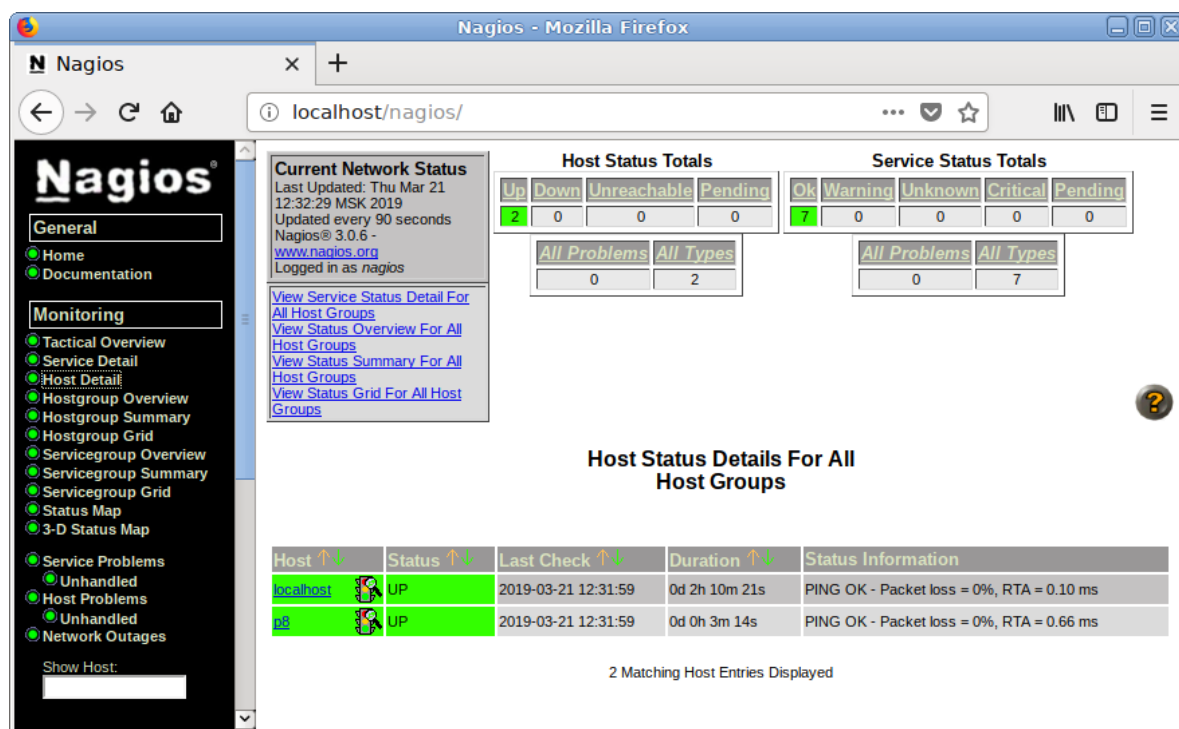 Nagios - Mozilla Firefox
N Nagios
localhost/nagios/
Nagios®
General
Home
Documentation
Monitoring
Tactical Overview
Service Detail
Host Detail
Hostgroup Overview
Hostgroup Summary
Hostgroup Grid
Servicegroup Overview
Servicegroup Summary
Servicegroup Grid
Status Map
3-D Status Map
Service Problems
Unhandled
Host Problems
Unhandled
Network Outages
Show Host:
Current Network Status
Last Updated: Thu Mar 21
12:32:29 MSK 2019
Updated every 90 seconds
Nagios® 3.0.6 -
www.nagios.org
Logged in as nagios
View Service Status Detail For
All Host Groups
View Status Overview For All
Host Groups
View Status Summary For All
Host Groups
View Status Grid For All Host
Groups
Host Status Totals
Up Down Unreachable Pending
2 0 0 0
All Problems All Types
0 2
Service Status Totals
Ok Warning Unknown Critical Pending
7 0 0 0 0
All Problems All Types
0 7
?
Host Status Details For All
Host Groups
Host Status Last Check Duration Status Information
localhost UP 2019-03-21 12:31:59 0d 2h 10m 21s PING OK - Packet loss = 0%, RTA = 0.10 ms
p8 UP 2019-03-21 12:31:59 0d 0h 3m 14s PING OK - Packet loss = 0%, RTA = 0.66 ms
2 Matching Host Entries Displayed